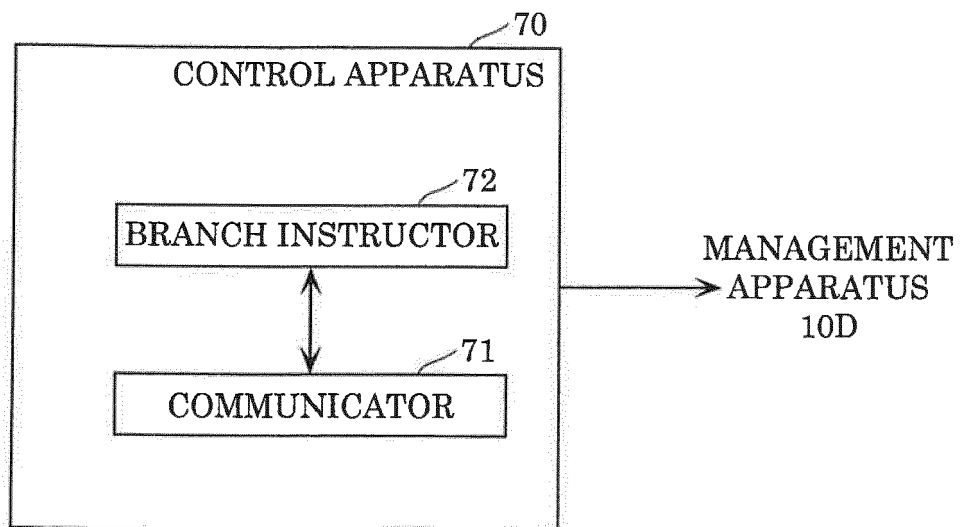 70
CONTROL APPARATUS
72
BRANCH INSTRUCTOR
MANAGEMENT
APPARATUS
10D
71
COMMUNICATOR